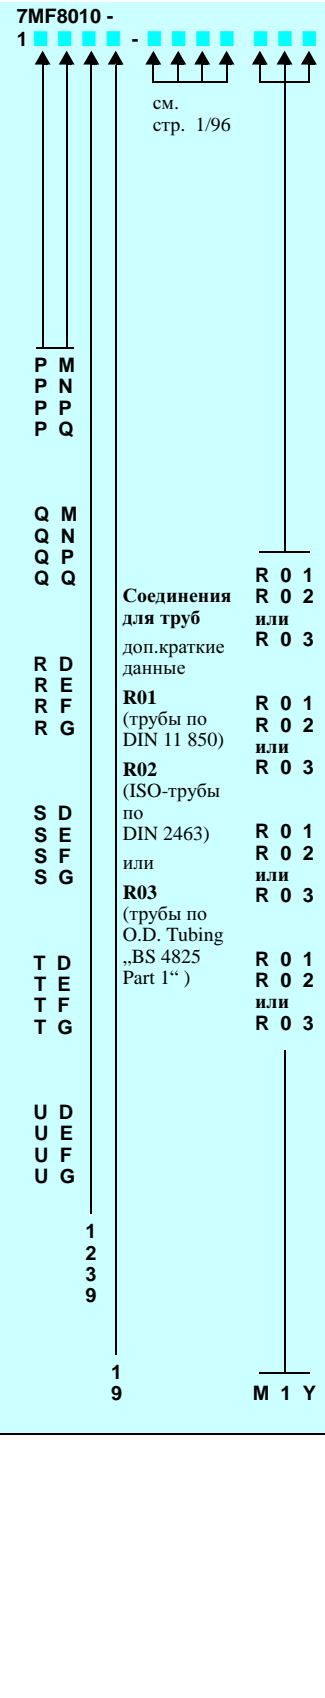 7MF8010 -
1 -
см.
стр. 1/96
P M
P N
P P
P Q
Q M
Q N
Q P
Q Q
R D
R E
R F
R G
S D
S E
S F
S G
T D
T E
T F
T G
U D
U E
U F
U G
1
2
3
9
1
9
Соединения
для труб
доп.краткие
данные
R01
(трубы по
DIN 11 850)
R02
(ISO-трубы
по
DIN 2463)
или
R03
(трубы по
O.D. Tubing
„BS 4825
Part 1“ )
R 0 1
R 0 2
или
R 0 3
R 0 1
R 0 2
или
R 0 3
R 0 1
R 0 2
или
R 0 3
R 0 1
R 0 2
или
R 0 3
M 1 Y